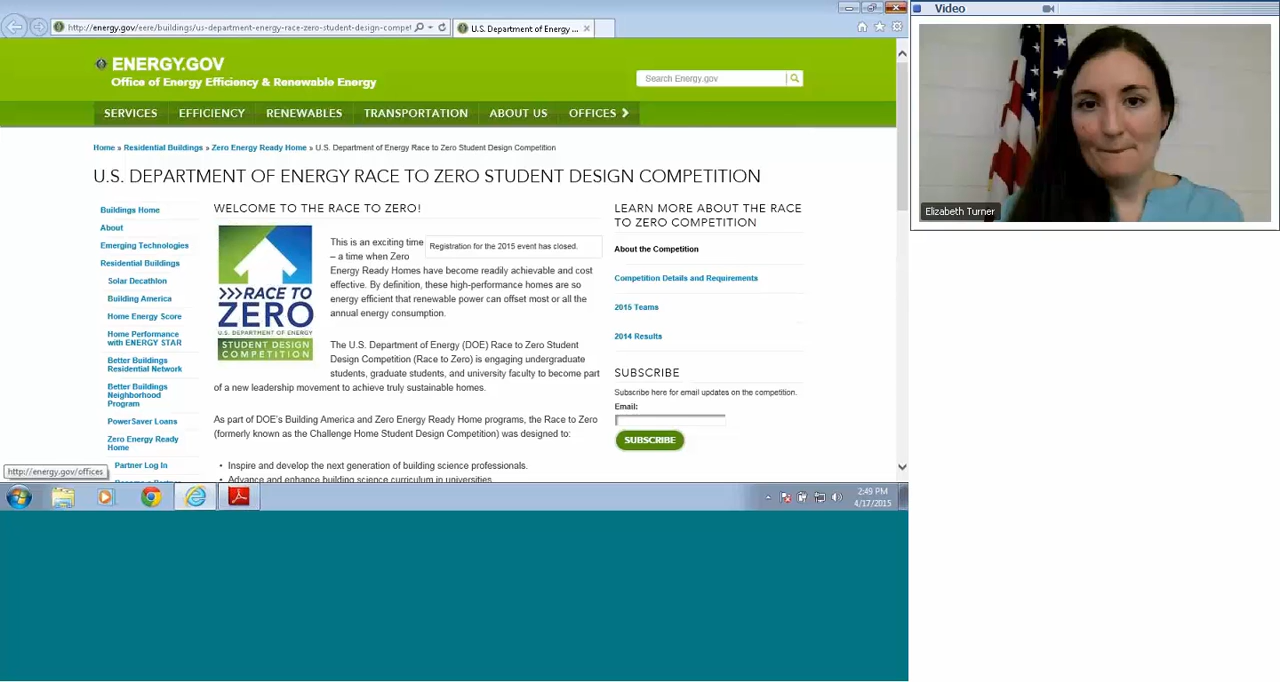 http://energy.gov/eere/buildings/us-department-energy-race-zero-student-design-compet
U.S. Department of Energy ...
Video
ENERGY.GOV
Office of Energy Efficiency & Renewable Energy
Search Energy.gov
SERVICES EFFICIENCY RENEWABLES TRANSPORTATION ABOUT US OFFICES
Home » Residential Buildings » Zero Energy Ready Home » U.S. Department of Energy Race to Zero Student Design Competition
U.S. DEPARTMENT OF ENERGY RACE TO ZERO STUDENT DESIGN COMPETITION
Buildings Home
About
Emerging Technologies
Residential Buildings
Solar Decathlon
Building America
Home Energy Score
Home Performance
with ENERGY STAR
Better Buildings
Residential Network
Better Buildings
Neighborhood
Program
PowerSaver Loans
Zero Energy Ready
Home
Partner Log In
http://energy.gov/offices
WELCOME TO THE RACE TO ZERO!
>>>RACE TO
ZERO
U.S. DEPARTMENT OF ENERGY
STUDENT DESIGN
COMPETITION
Registration for the 2015 event has closed.
This is an exciting time
– a time when Zero
Energy Ready Homes have become readily achievable and cost
effective. By definition, these high-performance homes are so
energy efficient that renewable power can offset most or all the
annual energy consumption.
The U.S. Department of Energy (DOE) Race to Zero Student
Design Competition (Race to Zero) is engaging undergraduate
students, graduate students, and university faculty to become part
of a new leadership movement to achieve truly sustainable homes.
As part of DOE's Building America and Zero Energy Ready Home programs, the Race to Zero
(formerly known as the Challenge Home Student Design Competition) was designed to:
• Inspire and develop the next generation of building science professionals.
• Advance and enhance building science curriculum in universities.
LEARN MORE ABOUT THE RACE
TO ZERO COMPETITION
About the Competition
Competition Details and Requirements
2015 Teams
2014 Results
SUBSCRIBE
Subscribe here for email updates on the competition.
Email:
SUBSCRIBE
2:49 PM
4/17/2015
Elizabeth Turner